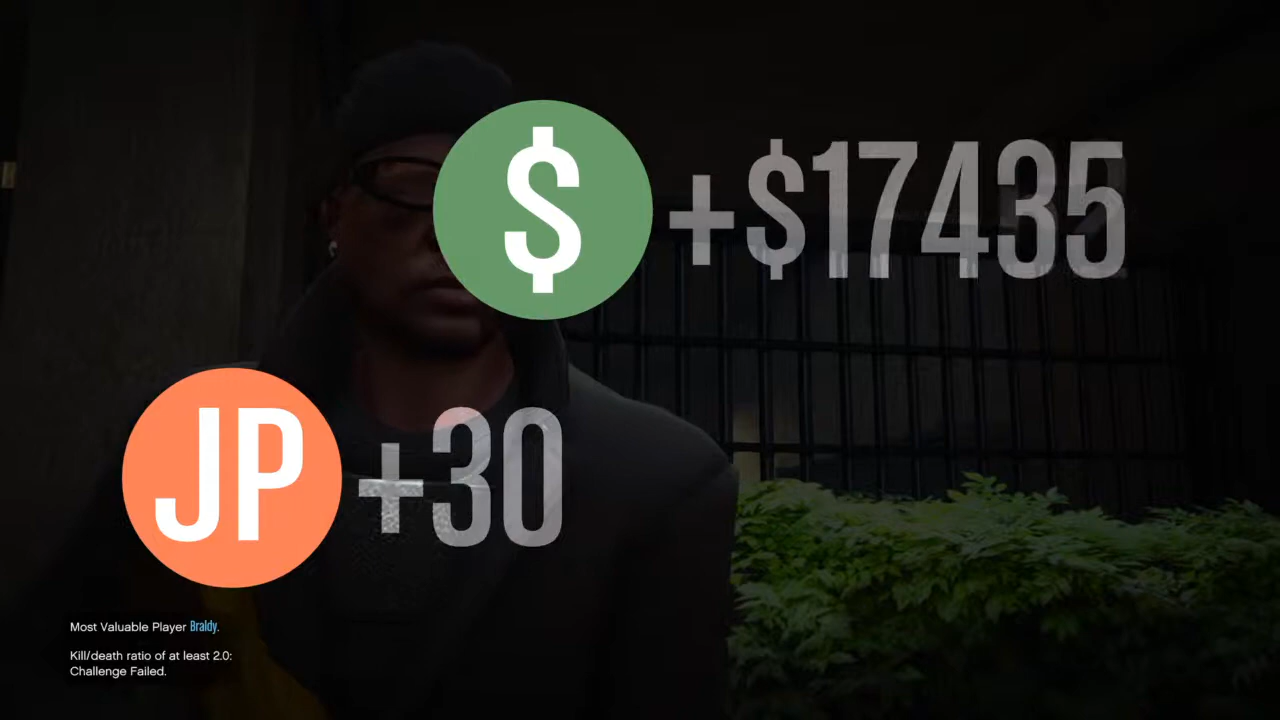 $ +$17435
JP +30
Most Valuable Player Braldy.
Kill/death ratio of at least 2.0:
Challenge Failed.